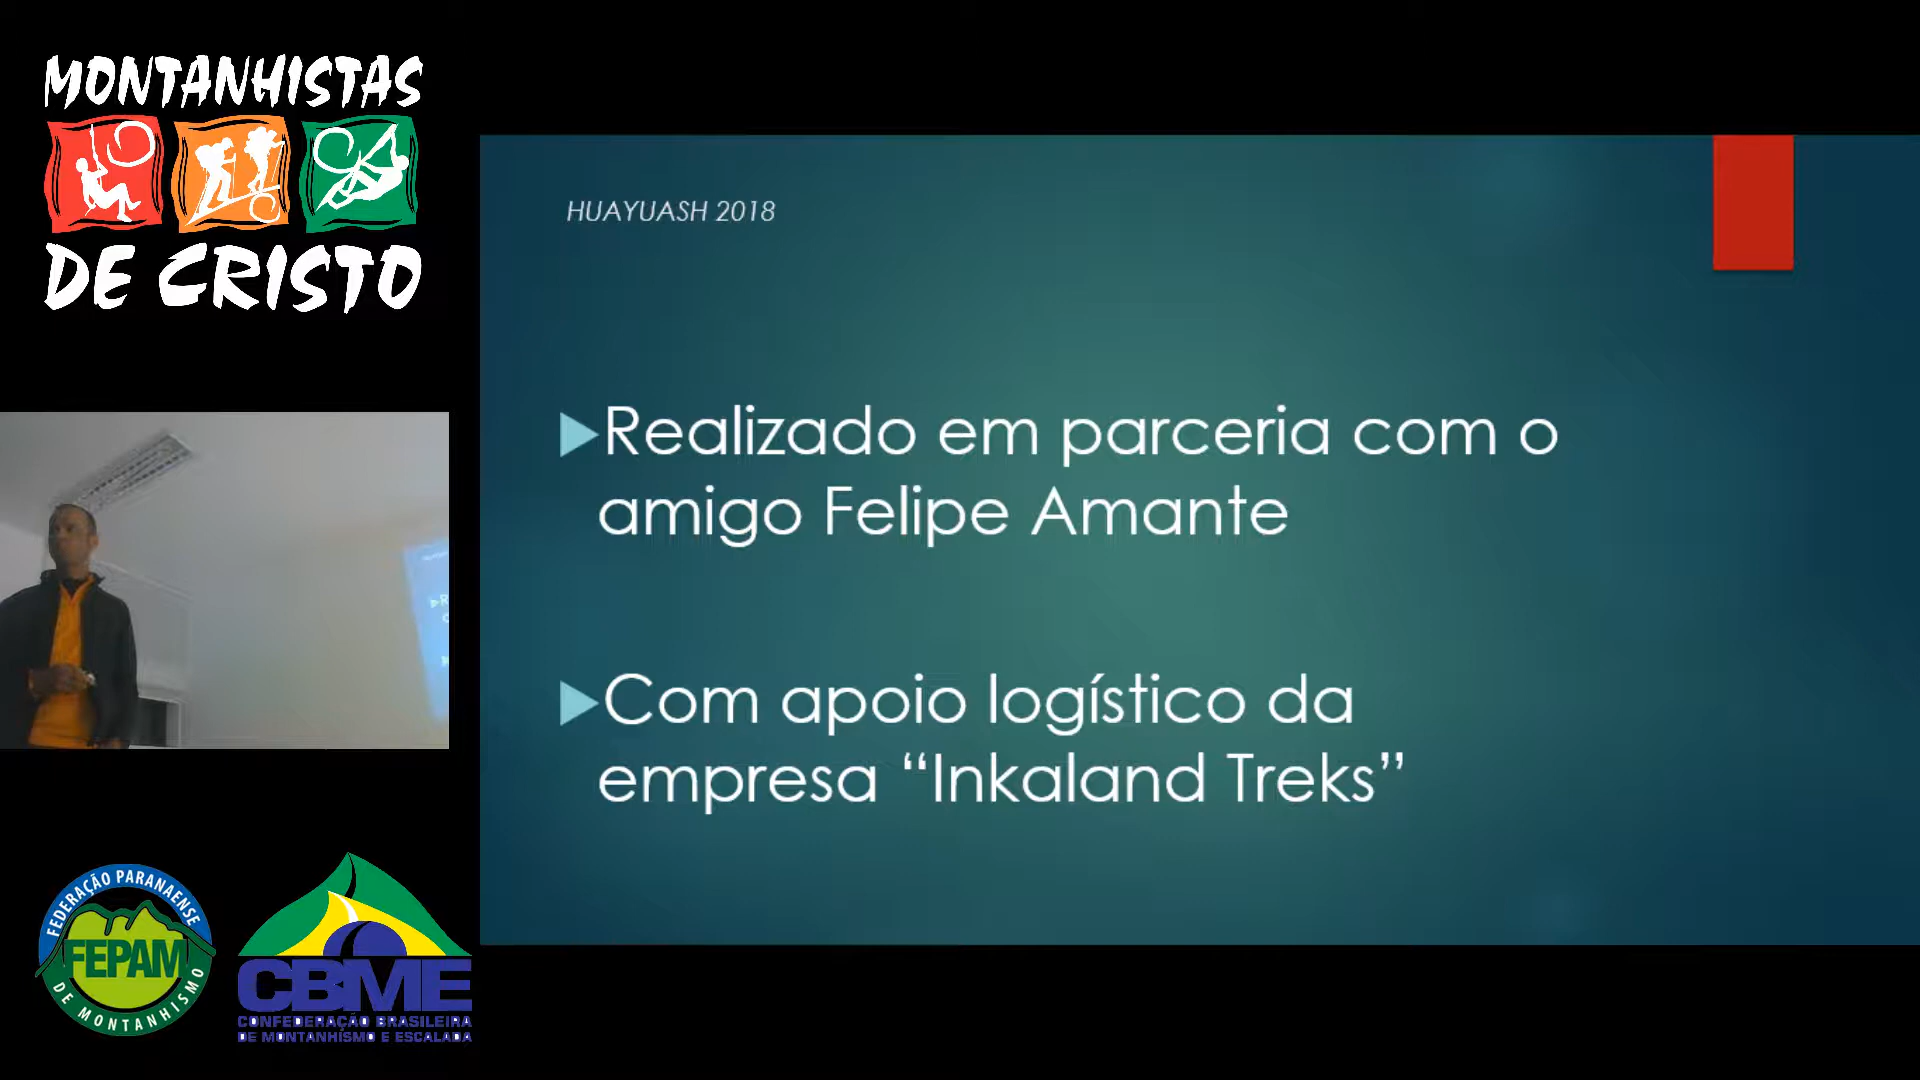 MONTANHISTAS
DE CRISTO
HUAYUASH 2018
Realizado em parceria com o
amigo Felipe Amante
Com apoio logístico da
empresa “Inkaland Treks”
FEDERAÇÃO PARANAENSE
FEPAM
DE MONTANHISMO
CBME
CONFEDERAÇÃO BRASILEIRA
DE MONTANHISMO E ESCALADA